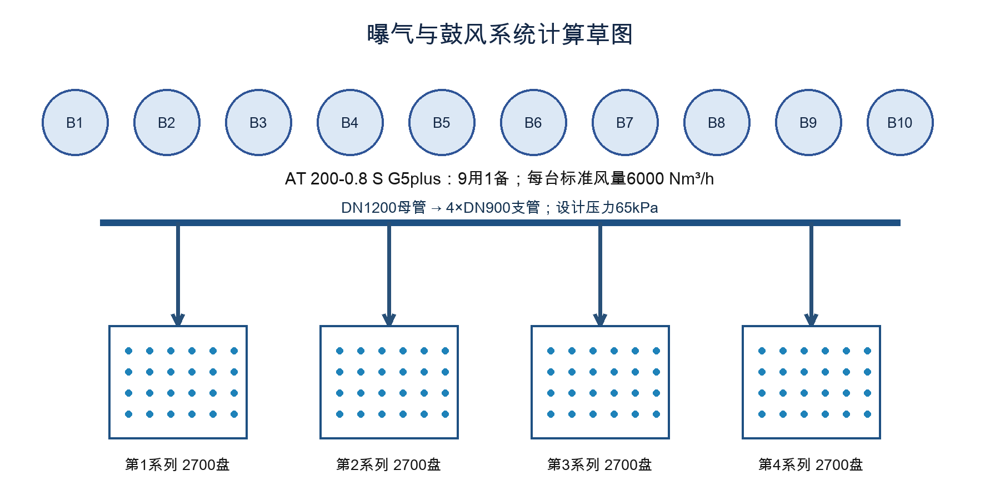 曝气与鼓风系统计算草图
B1 B2 B3 B4 B5 B6 B7 B8 B9 B10
AT 200-0.8 S G5plus：9用1备；每台标准风量6000 Nm³/h
DN1200母管 → 4×DN900支管；设计压力65kPa
第1系列 2700盘 第2系列 2700盘 第3系列 2700盘 第4系列 2700盘